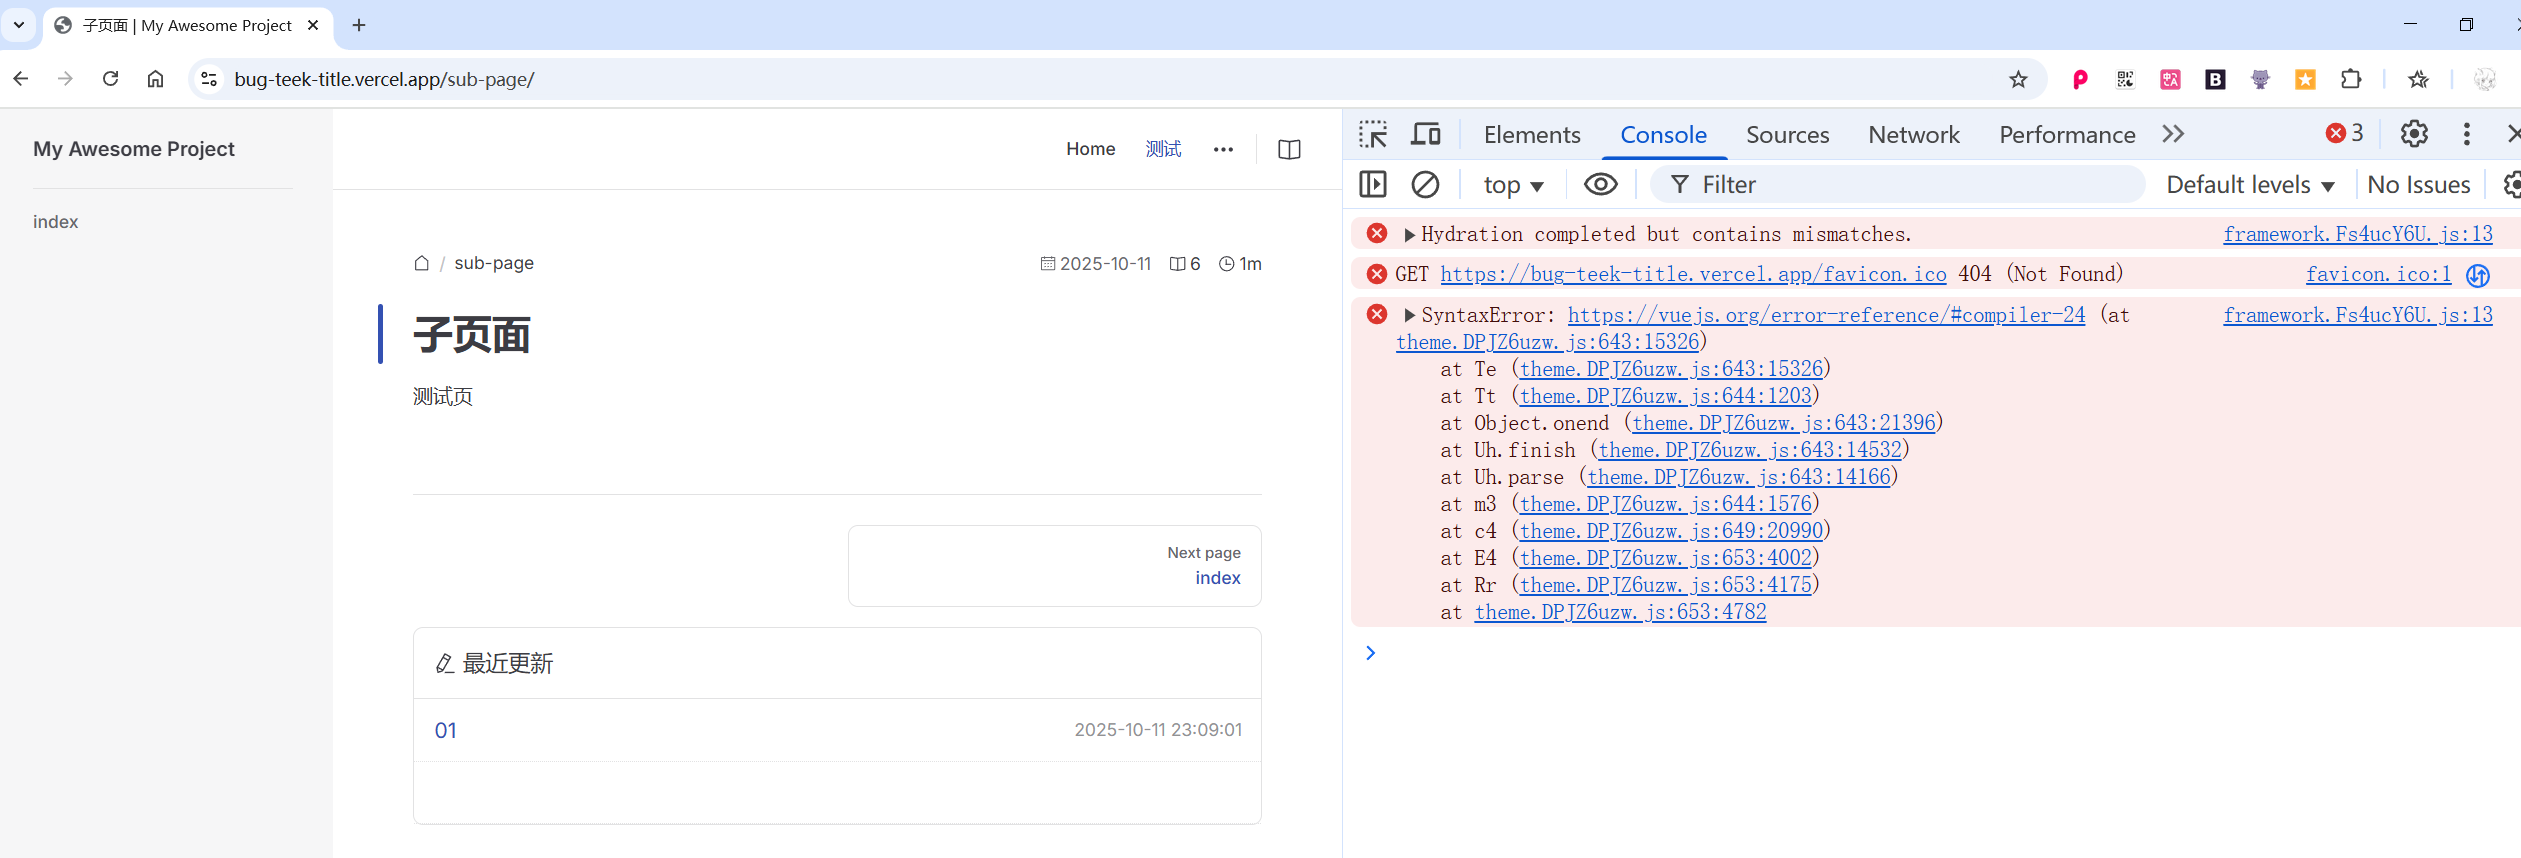 子页面 | My Awesome Project
bug-teek-title.vercel.app/sub-page/
My Awesome Project
index
Home 测试
sub-page
2025-10-11 6 1m
子页面
测试页
Next page
index
最近更新
01 2025-10-11 23:09:01
Elements Console Sources Network Performance 3
top Filter Default levels No Issues
Hydration completed but contains mismatches. framework.Fs4ucY6U.js:13
GET https://bug-teek-title.vercel.app/favicon.ico 404 (Not Found) favicon.ico:1
SyntaxError: https://vuejs.org/error-reference/#compiler-24 (at framework.Fs4ucY6U.js:13
theme.DPJZ6uzw.js:643:15326)
at Te (theme.DPJZ6uzw.js:643:15326)
at Tt (theme.DPJZ6uzw.js:644:1203)
at Object.onend (theme.DPJZ6uzw.js:643:21396)
at Uh.finish (theme.DPJZ6uzw.js:643:14532)
at Uh.parse (theme.DPJZ6uzw.js:643:14166)
at m3 (theme.DPJZ6uzw.js:644:1576)
at c4 (theme.DPJZ6uzw.js:649:20990)
at E4 (theme.DPJZ6uzw.js:653:4002)
at Rr (theme.DPJZ6uzw.js:653:4175)
at theme.DPJZ6uzw.js:653:4782